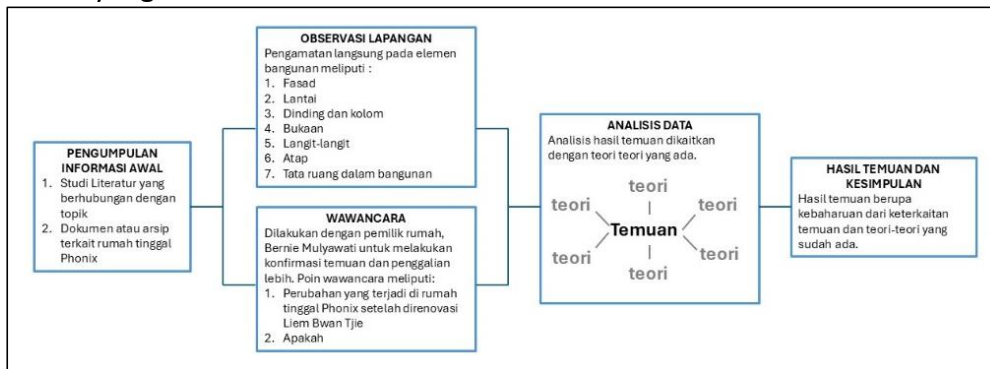 PENGUMPULAN
INFORMASI AWAL
1. Studi Literatur yang
berhubungan dengan
topik
2. Dokumen atau arsip
terkait rumah tinggal
Phonix
OBSERVASI LAPANGAN
Pengamatan langsung pada elemen
bangunan meliputi :
1. Fasad
2. Lantai
3. Dinding dan kolom
4. Bukaan
5. Langit-langit
6. Atap
7. Tata ruang dalam bangunan
WAWANCARA
Dilakukan dengan pemilik rumah,
Bernie Mulyawati untuk melakukan
konfirmasi temuan dan penggalian
lebih. Poin wawancara meliputi:
1. Perubahan yang terjadi di rumah
tinggal Phonix setelah direnovasi
Liem Bwan Tjie
2. Apakah
ANALISIS DATA
Analisis hasil temuan dikaitkan
dengan teori teori yang ada.
teori
teori teori
Temuan
teori teori
teori
HASIL TEMUAN DAN
KESIMPULAN
Hasil temuan berupa
kebaharuan dari keterkaitan
temuan dan teori-teori yang
sudah ada.